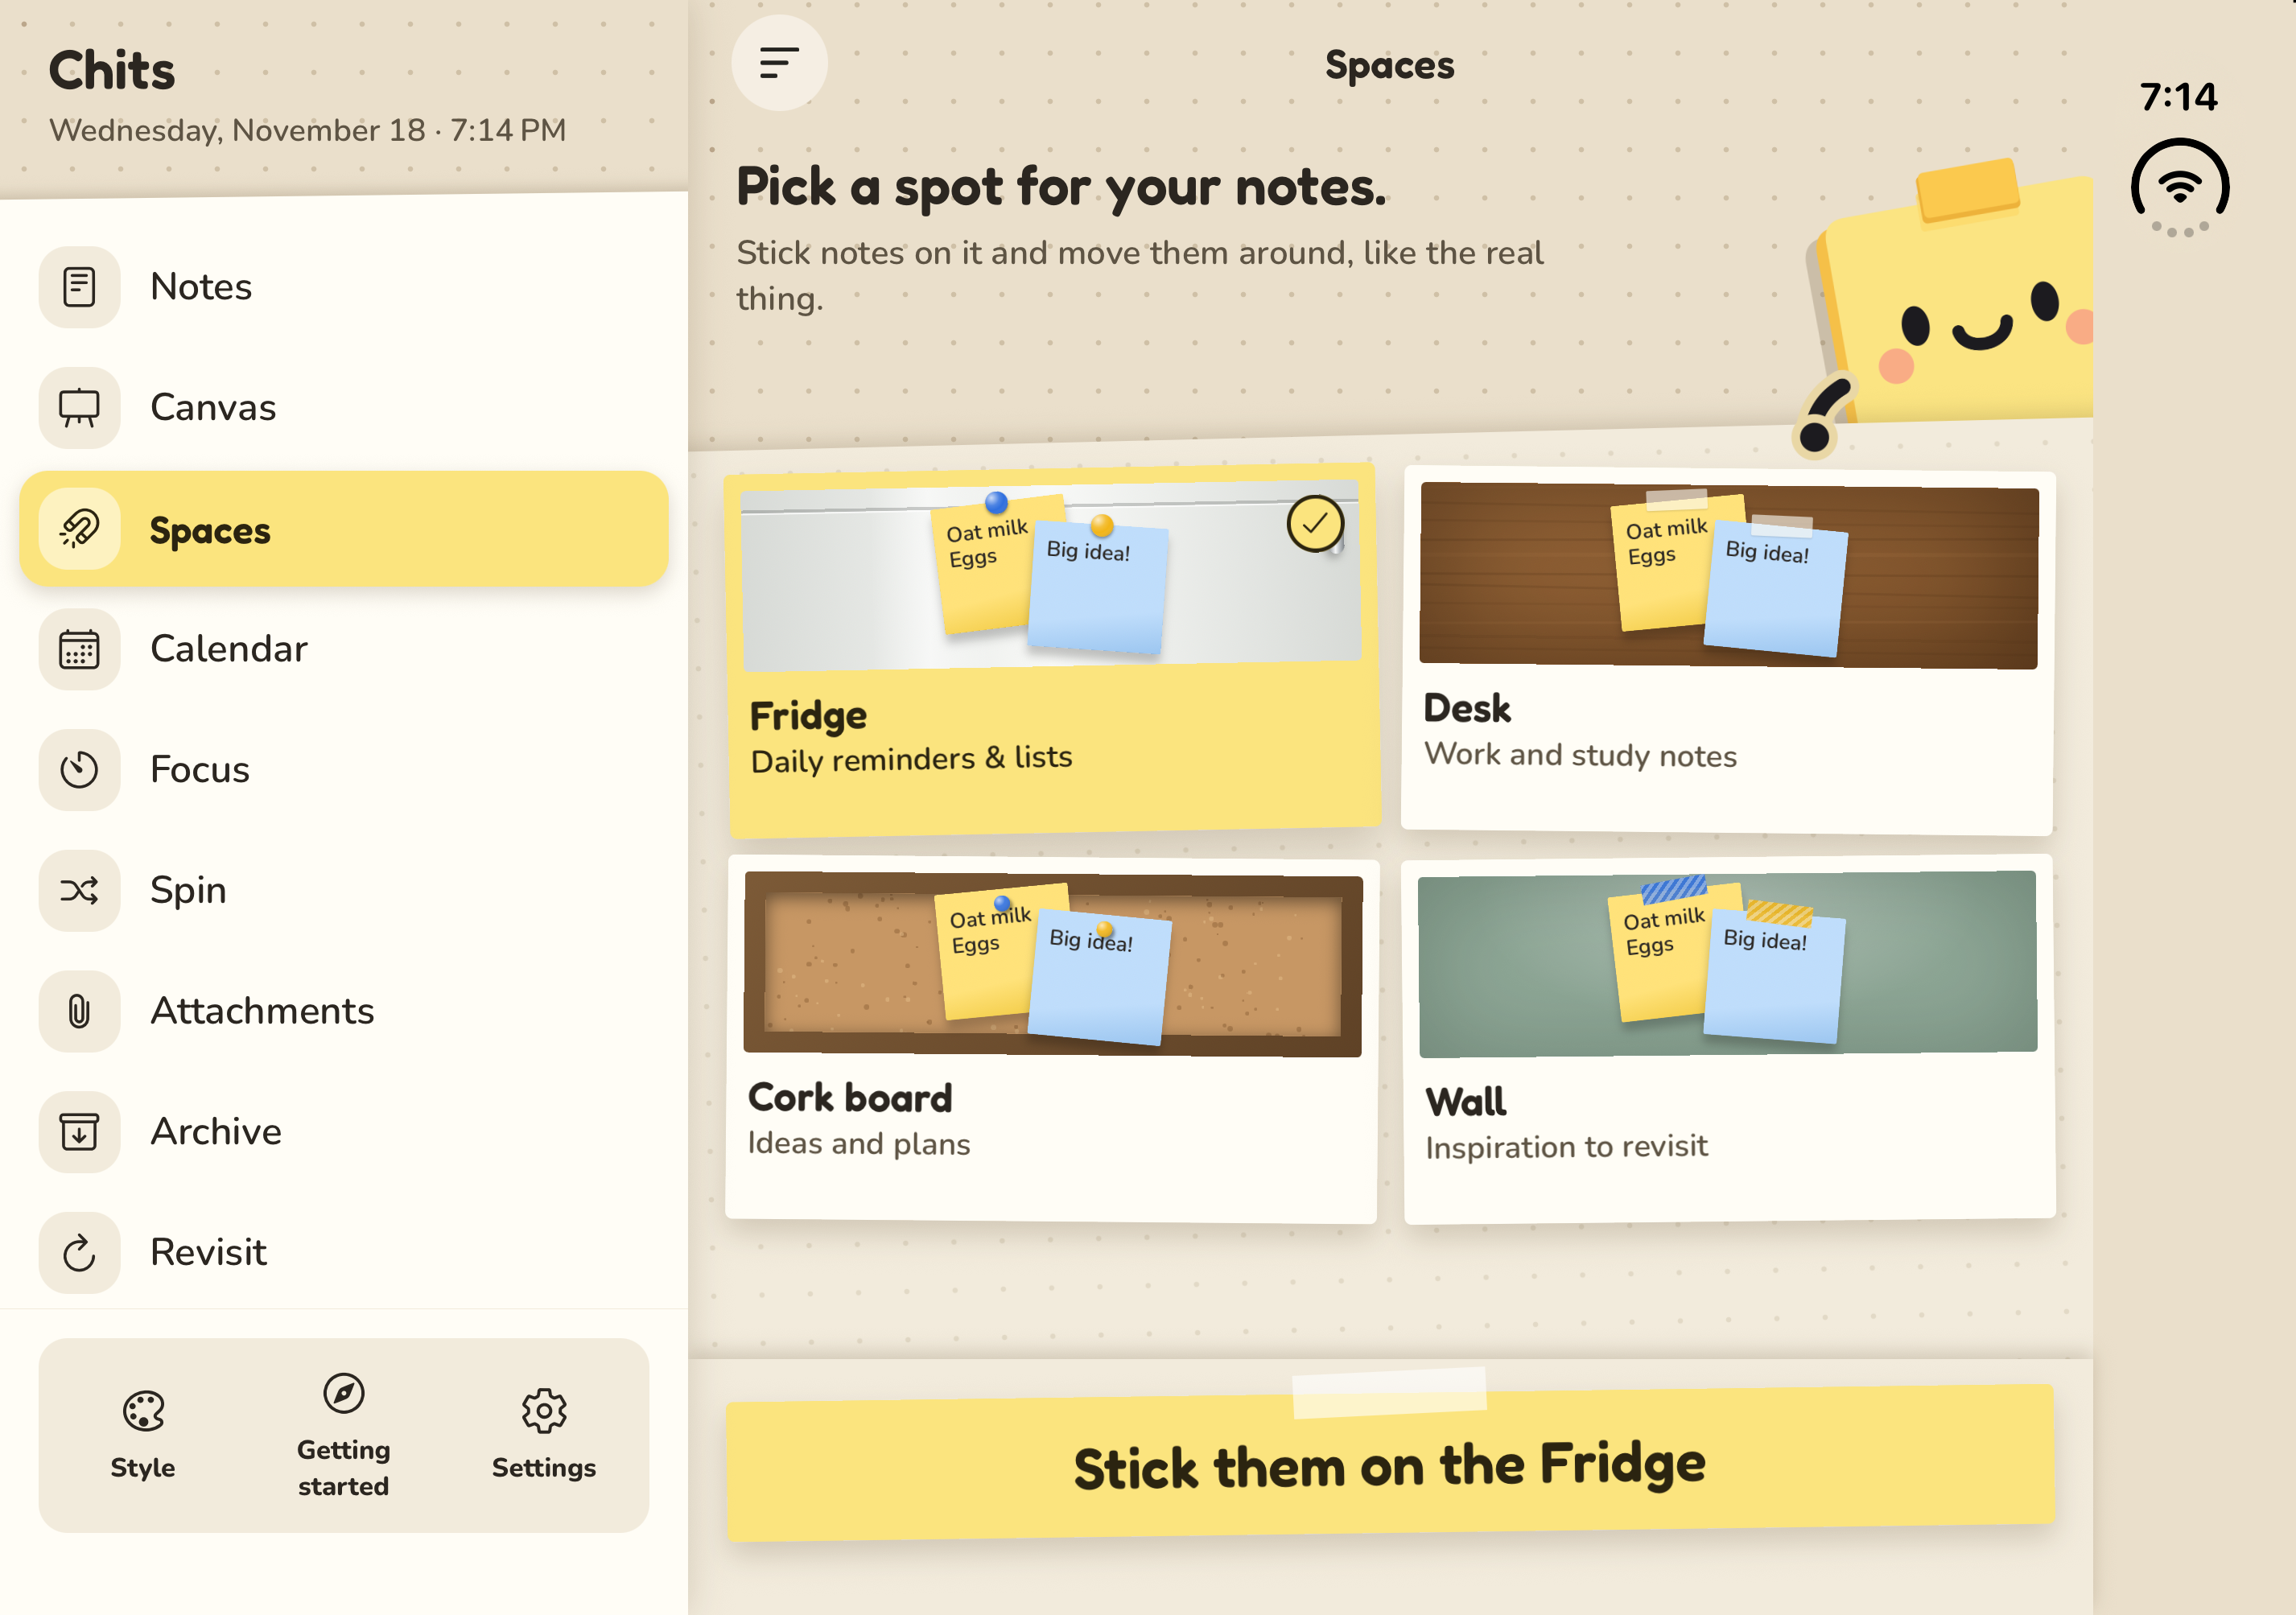 Chits
Wednesday, November 18 · 7:14 PM
Notes
Canvas
Spaces
Calendar
Focus
Spin
Attachments
Archive
Revisit
Style
Getting
started
Settings
Spaces
Pick a spot for your notes.
Stick notes on it and move them around, like the real
thing.
Oat milk
Eggs
Big idea!
Fridge
Daily reminders & lists
Oat milk
Eggs
Big idea!
Desk
Work and study notes
Oat milk
Eggs
Big idea!
Cork board
Ideas and plans
Oat milk
Eggs
Big idea!
Wall
Inspiration to revisit
Stick them on the Fridge
7:14